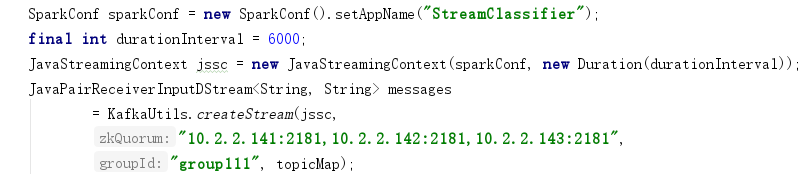 SparkConf sparkConf = new SparkConf().setAppName("StreamClassifier");
final int durationInterval = 6000;
JavaStreamingContext jssc = new JavaStreamingContext(sparkConf, new Duration(durationInterval));
JavaPairReceiverInputDStream<String, String> messages
= KafkaUtils.createStream(jssc,
zkQuorum: "10.2.2.141:2181,10.2.2.142:2181,10.2.2.143:2181",
groupId: "group111", topicMap);